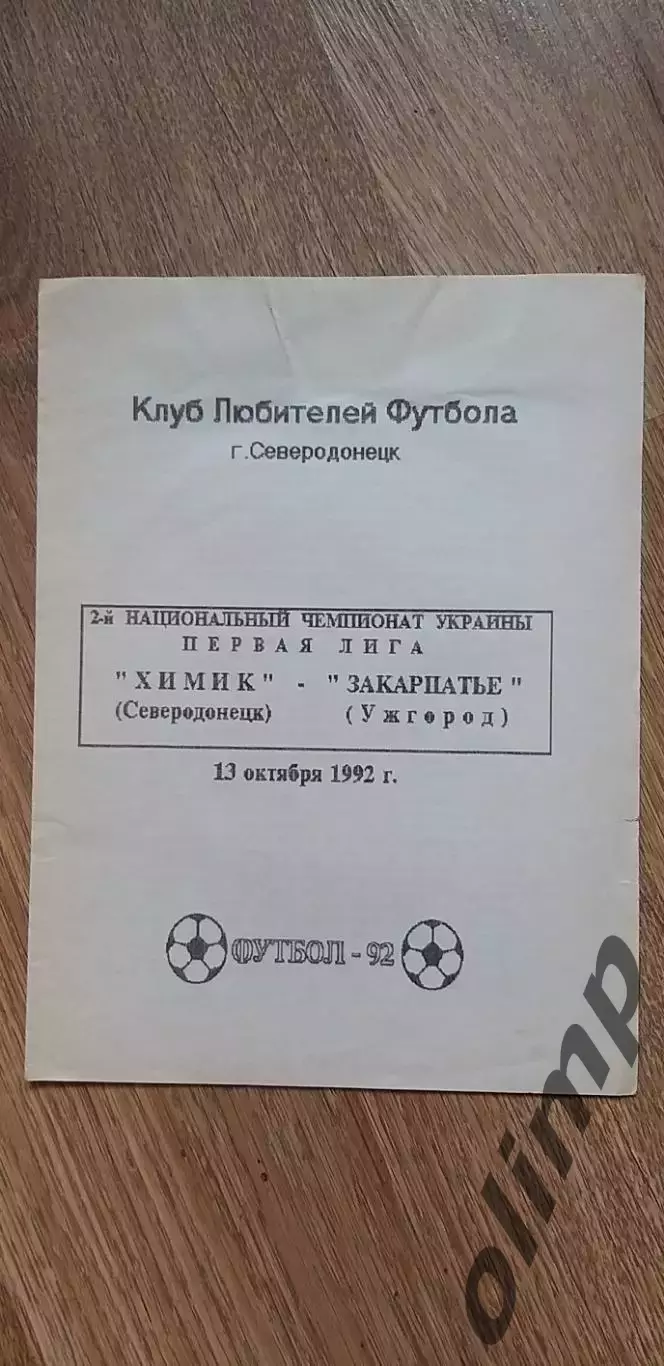 Клуб Любителей Футбола
г.Северодонецк
2-й НАЦИОНАЛЬНЫЙ ЧЕМПИОНАТ УКРАИНЫ
ПЕРВАЯ ЛИГА
"ХИМИК" - "ЗАКАРПАТЬЕ"
(Северодонецк) (Ужгород)
13 октября 1992 г.
ФУТБОЛ - 92
olimp